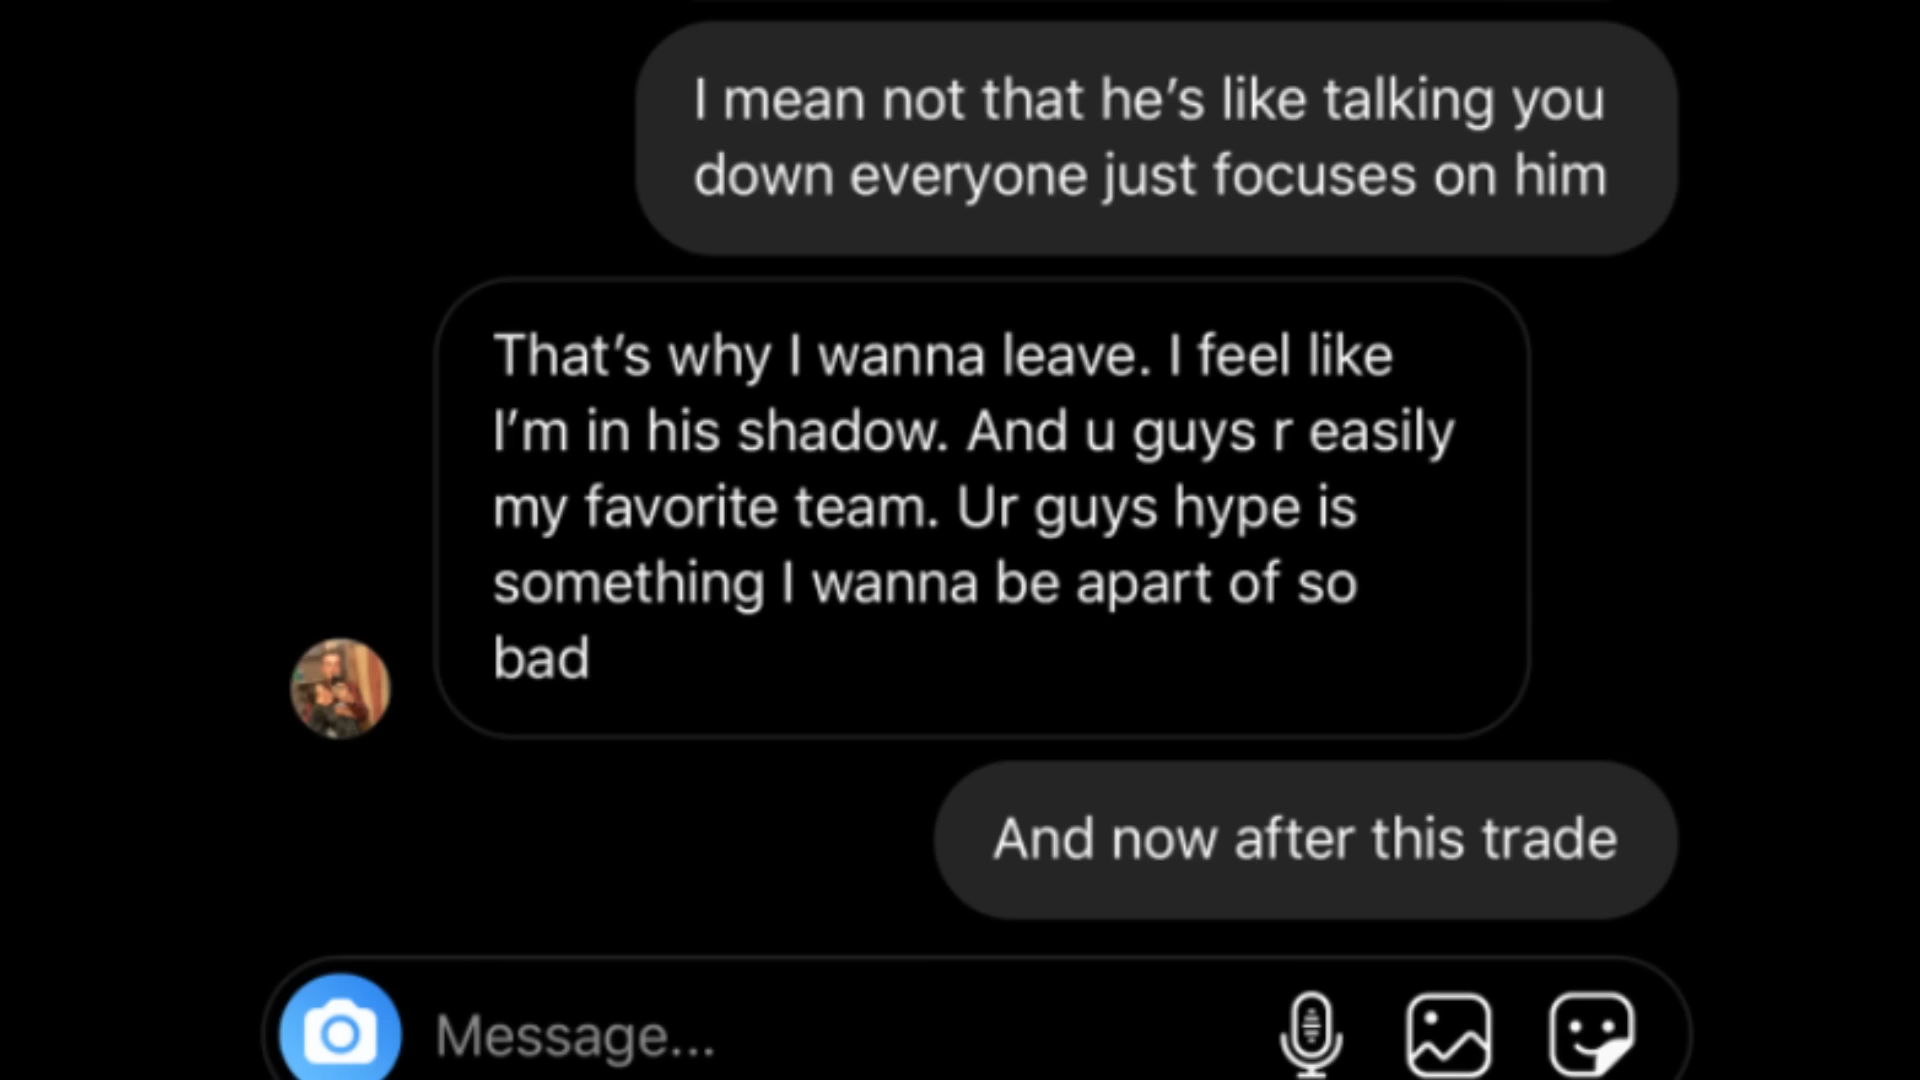 I mean not that he’s like talking you
down everyone just focuses on him
That’s why I wanna leave. I feel like
I’m in his shadow. And u guys r easily
my favorite team. Ur guys hype is
something I wanna be apart of so
bad
And now after this trade
Message...